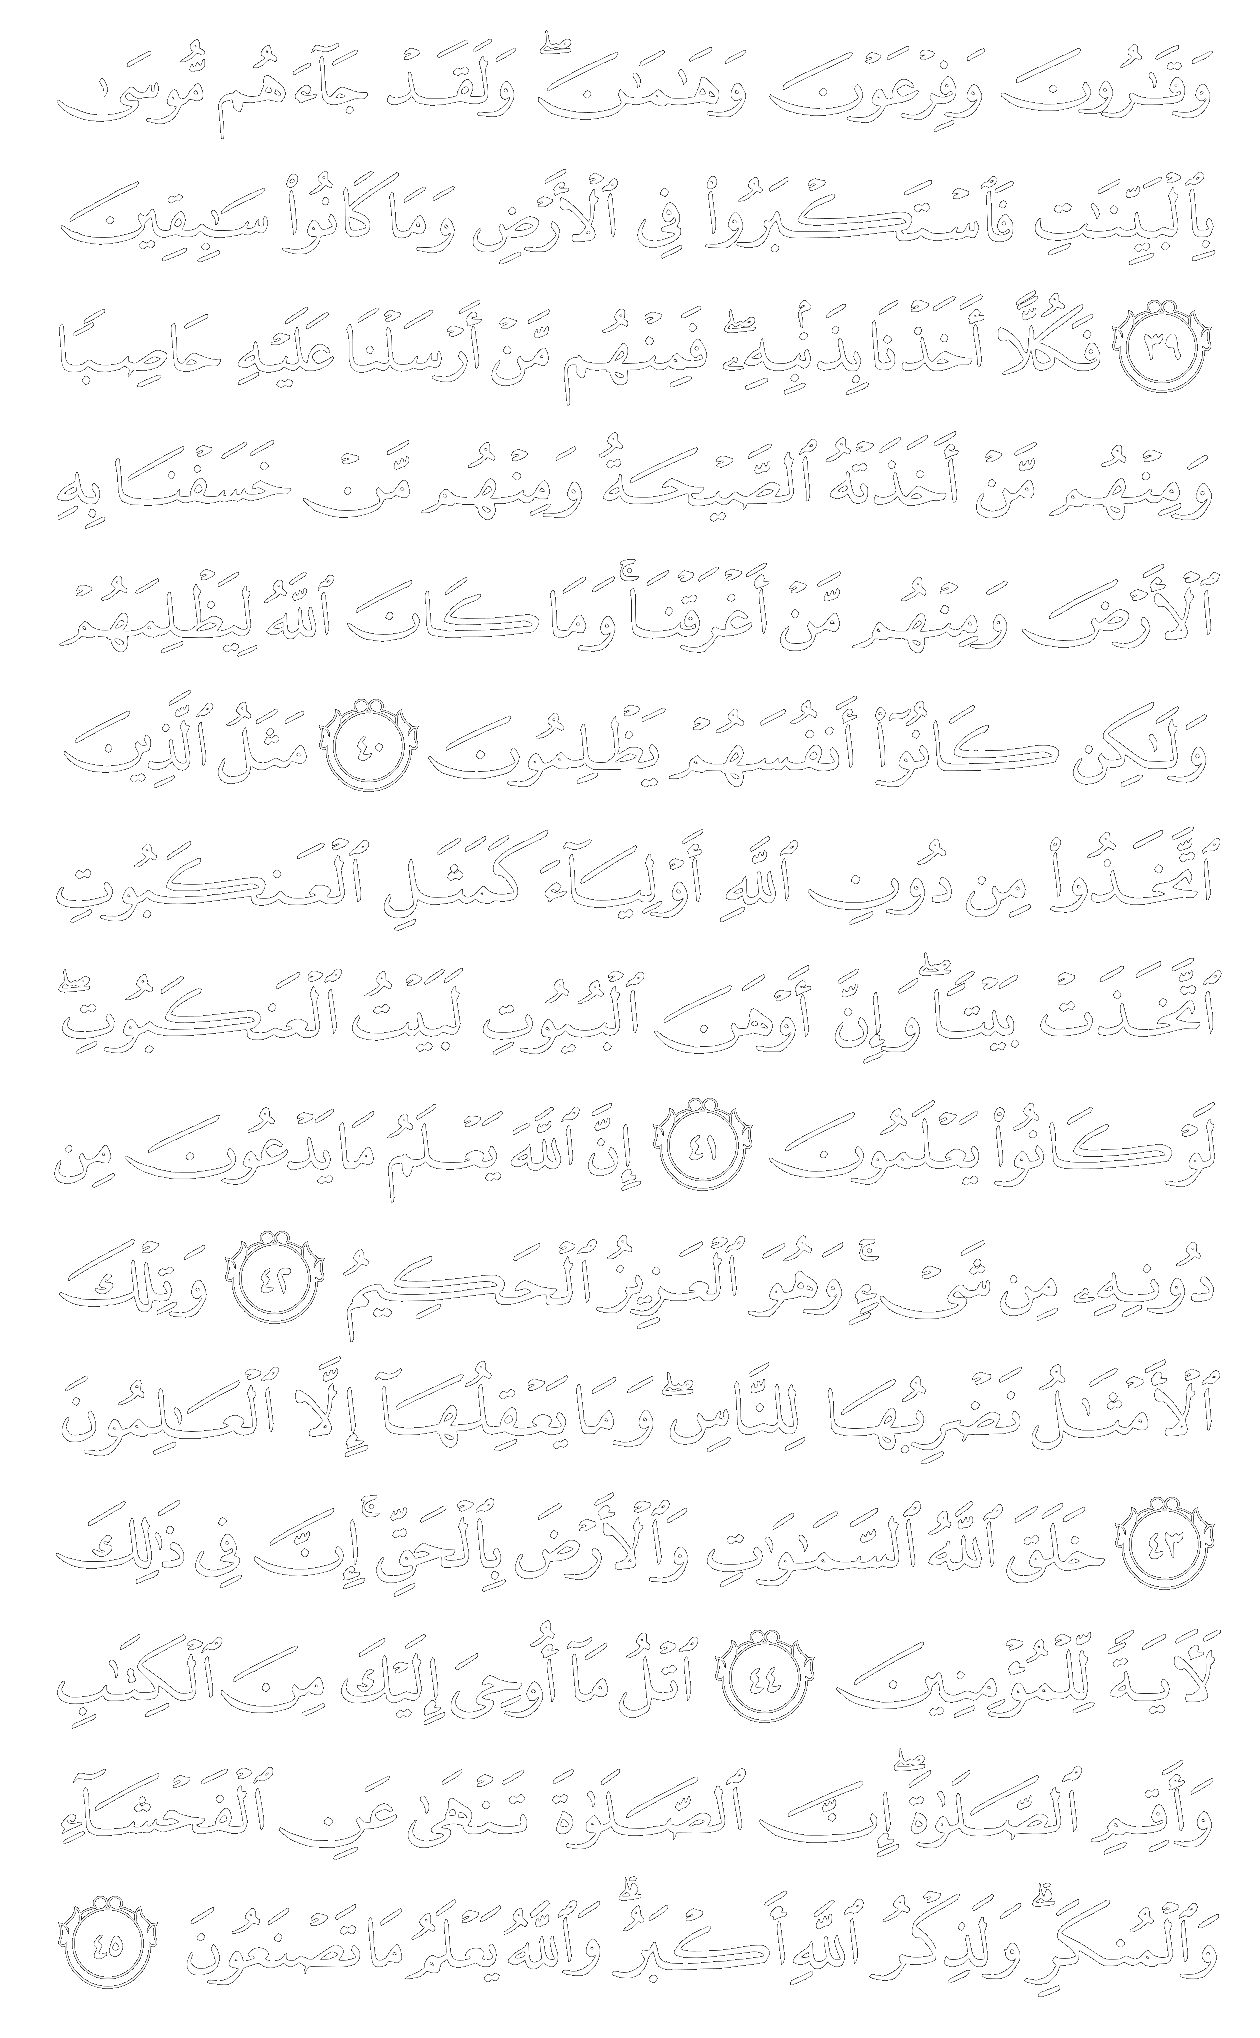 وَقَـٰرُونَ وَفِرْعَوْنَ وَهَـٰمَـٰنَ ۖ وَلَقَدْ جَآءَهُم مُّوسَىٰ
بِٱلْبَيِّنَـٰتِ فَٱسْتَكْبَرُوا۟ فِى ٱلْأَرْضِ وَمَا كَانُوا۟ سَـٰبِقِينَ
٣٩ فَكُلًّا أَخَذْنَا بِذَنۢبِهِۦ ۖ فَمِنْهُم مَّنْ أَرْسَلْنَا عَلَيْهِ حَاصِبًا
وَمِنْهُم مَّنْ أَخَذَتْهُ ٱلصَّيْحَةُ وَمِنْهُم مَّنْ خَسَفْنَا بِهِ
ٱلْأَرْضَ وَمِنْهُم مَّنْ أَغْرَقْنَا ۚ وَمَا كَانَ ٱللَّهُ لِيَظْلِمَهُمْ
وَلَـٰكِن كَانُوٓا۟ أَنفُسَهُمْ يَظْلِمُونَ ٤٠ مَثَلُ ٱلَّذِينَ
ٱتَّخَذُوا۟ مِن دُونِ ٱللَّهِ أَوْلِيَآءَ كَمَثَلِ ٱلْعَنكَبُوتِ
ٱتَّخَذَتْ بَيْتًا ۖ وَإِنَّ أَوْهَنَ ٱلْبُيُوتِ لَبَيْتُ ٱلْعَنكَبُوتِ ۖ
لَوْ كَانُوا۟ يَعْلَمُونَ ٤١ إِنَّ ٱللَّهَ يَعْلَمُ مَا يَدْعُونَ مِن
دُونِهِۦ مِن شَىْءٍ ۚ وَهُوَ ٱلْعَزِيزُ ٱلْحَكِيمُ ٤٢ وَتِلْكَ
ٱلْأَمْثَـٰلُ نَضْرِبُهَا لِلنَّاسِ ۖ وَمَا يَعْقِلُهَآ إِلَّا ٱلْعَـٰلِمُونَ
٤٣ خَلَقَ ٱللَّهُ ٱلسَّمَـٰوَٰتِ وَٱلْأَرْضَ بِٱلْحَقِّ ۚ إِنَّ فِى ذَٰلِكَ
لَـَٔايَةً لِّلْمُؤْمِنِينَ ٤٤ ٱتْلُ مَآ أُوحِىَ إِلَيْكَ مِنَ ٱلْكِتَـٰبِ
وَأَقِمِ ٱلصَّلَوٰةَ ۖ إِنَّ ٱلصَّلَوٰةَ تَنْهَىٰ عَنِ ٱلْفَحْشَآءِ
وَٱلْمُنكَرِ ۗ وَلَذِكْرُ ٱللَّهِ أَكْبَرُ ۗ وَٱللَّهُ يَعْلَمُ مَا تَصْنَعُونَ ٤٥